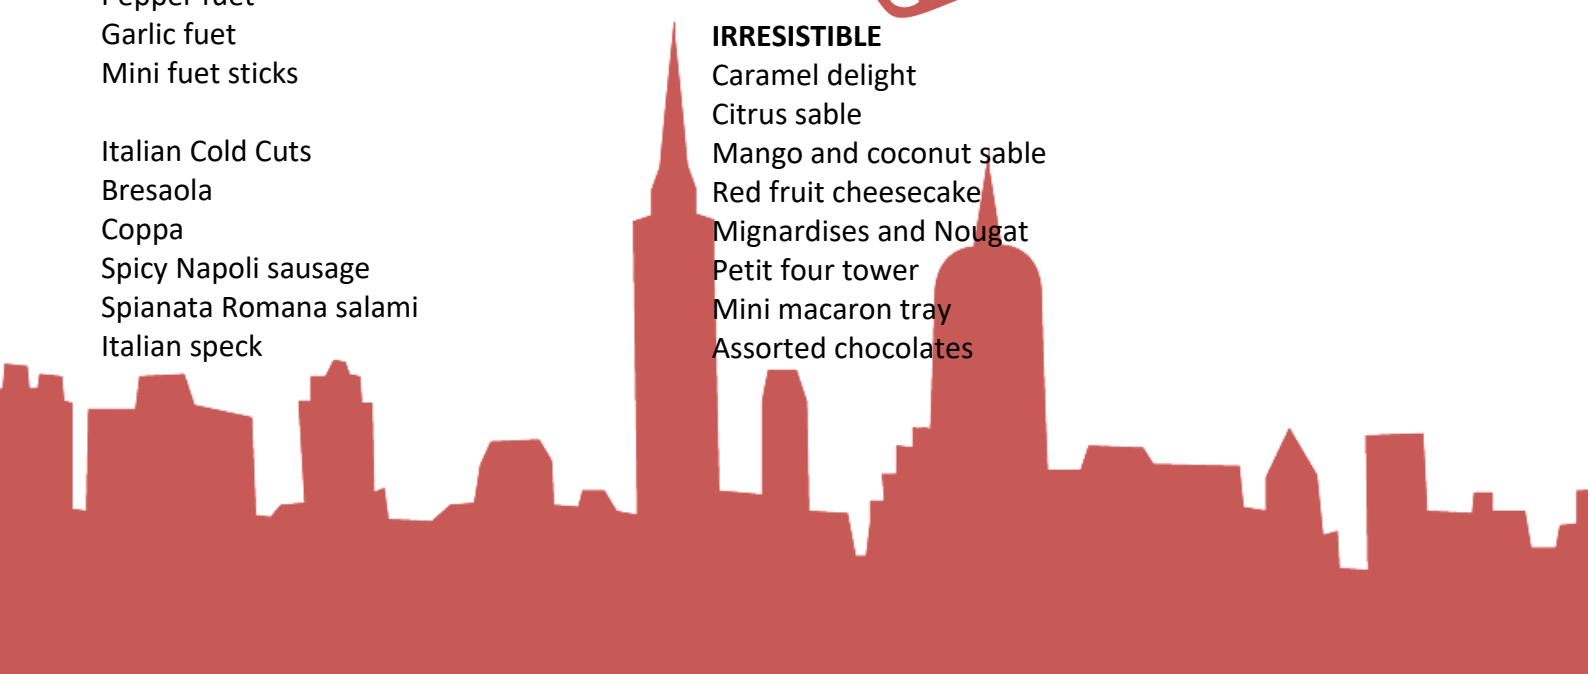 Pepper fuet
Garlic fuet
Mini fuet sticks
Italian Cold Cuts
Bresaola
Coppa
Spicy Napoli sausage
Spianata Romana salami
Italian speck
IRRESISTIBLE
Caramel delight
Citrus sable
Mango and coconut sable
Red fruit cheesecake
Mignardises and Nougat
Petit four tower
Mini macaron tray
Assorted chocolates